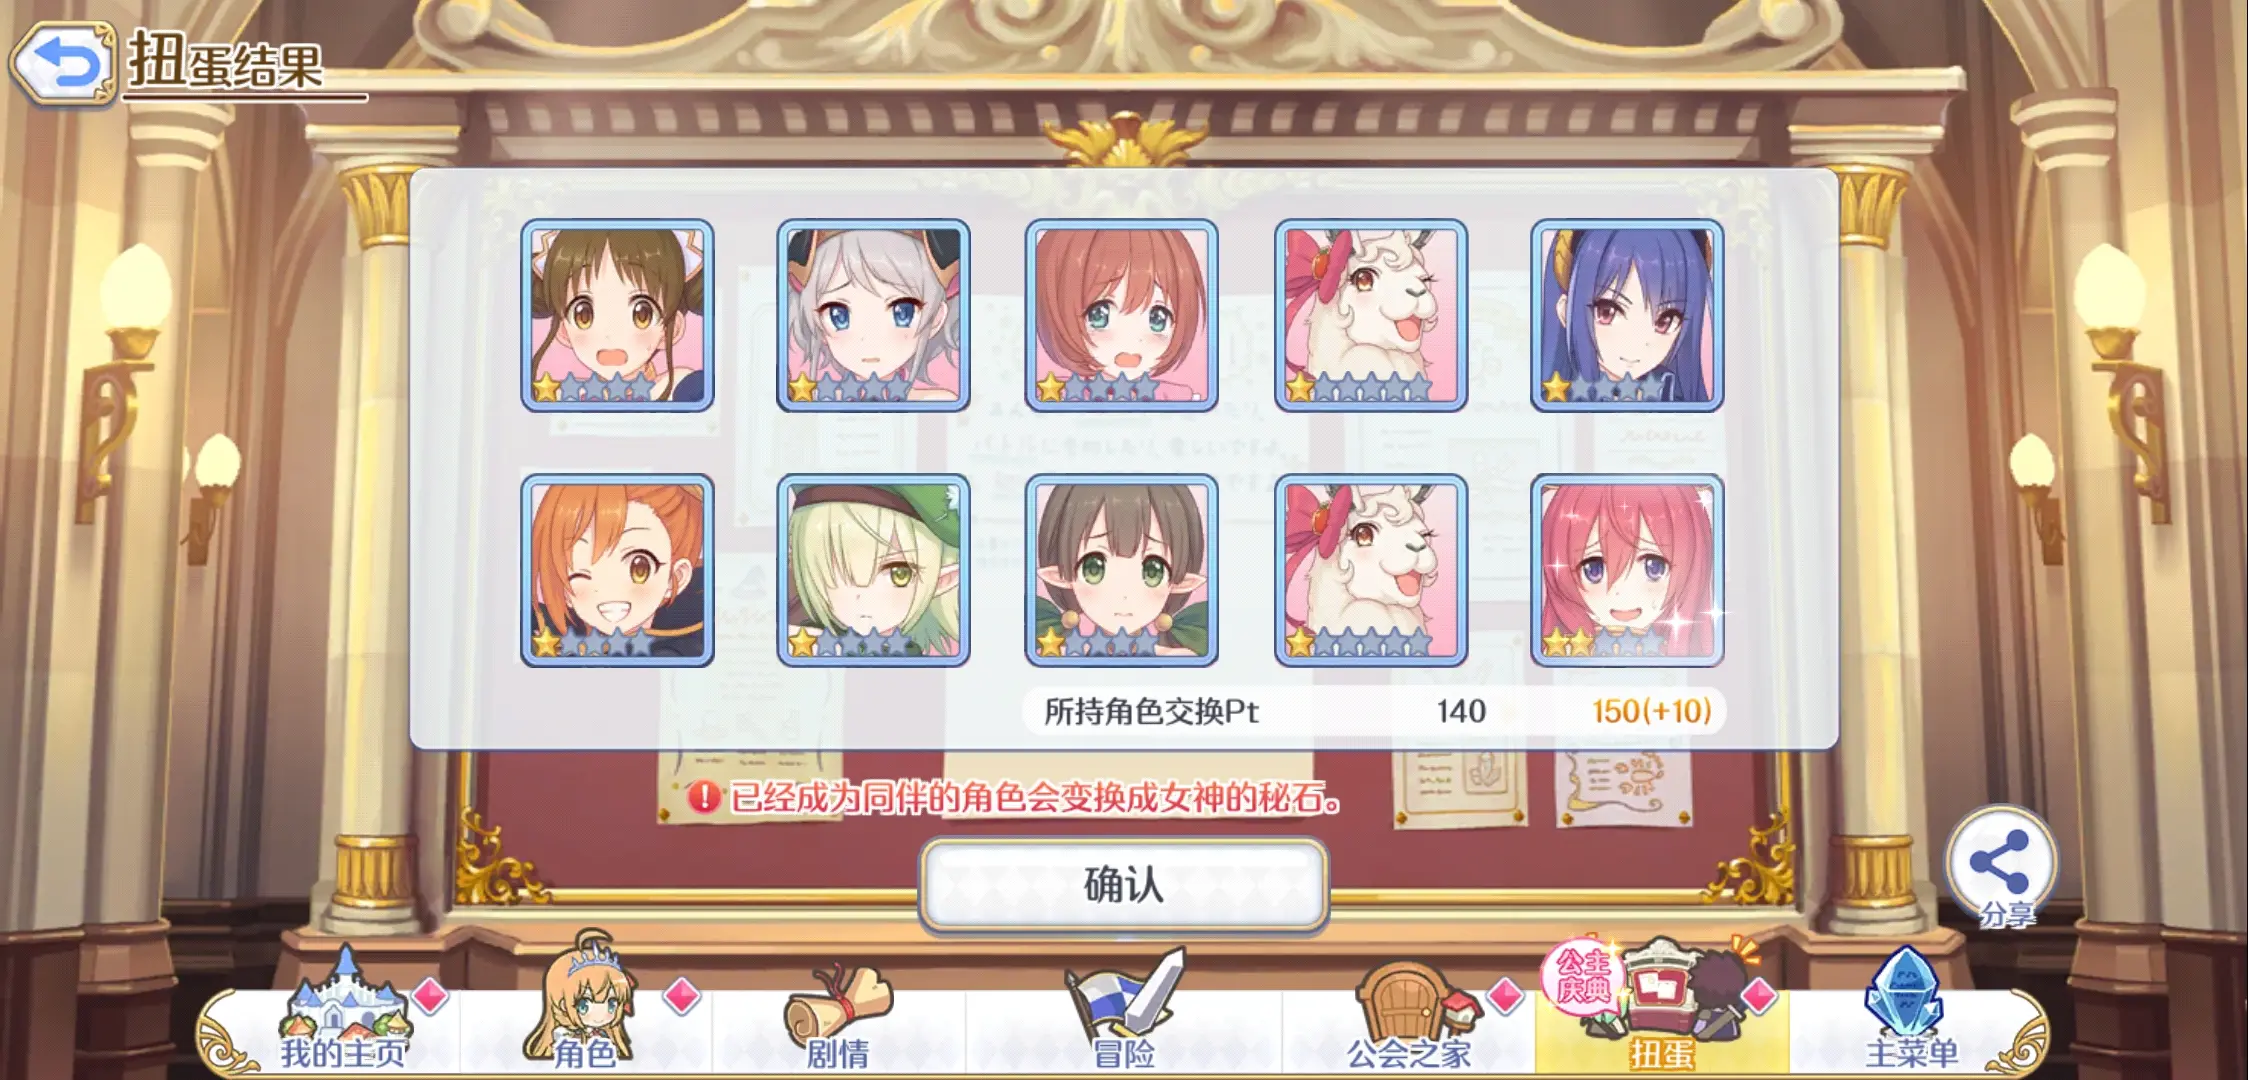 扭蛋结果
所持角色交换Pt 140 150(+10)
已经成为同伴的角色会变换成女神的秘石。
确认
分享
公主
庆典
我的主页 角色 剧情 冒险 公会之家 扭蛋 主菜单